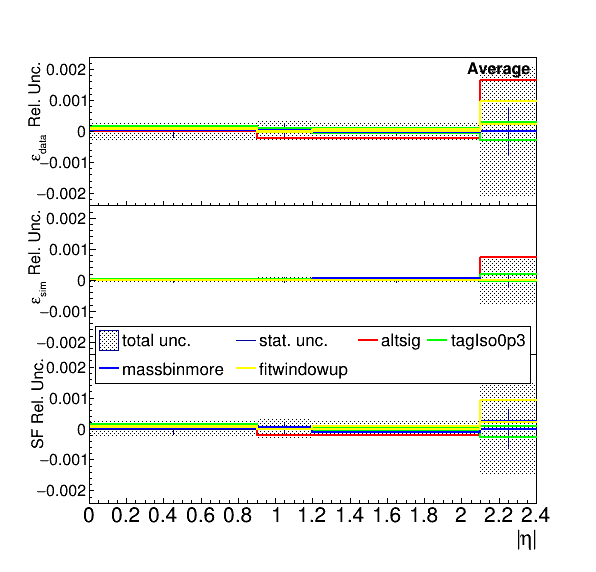 Average
ε_data Rel. Unc.
0.002
0.001
0
−0.001
−0.002
ε_sim Rel. Unc.
0.002
0.001
0
−0.001
−0.002
total unc. stat. unc. altsig tagIso0p3
massbinmore fitwindowup
SF Rel. Unc.
0.002
0.001
0
−0.001
−0.002
0 0.2 0.4 0.6 0.8 1 1.2 1.4 1.6 1.8 2 2.2 2.4
|η|